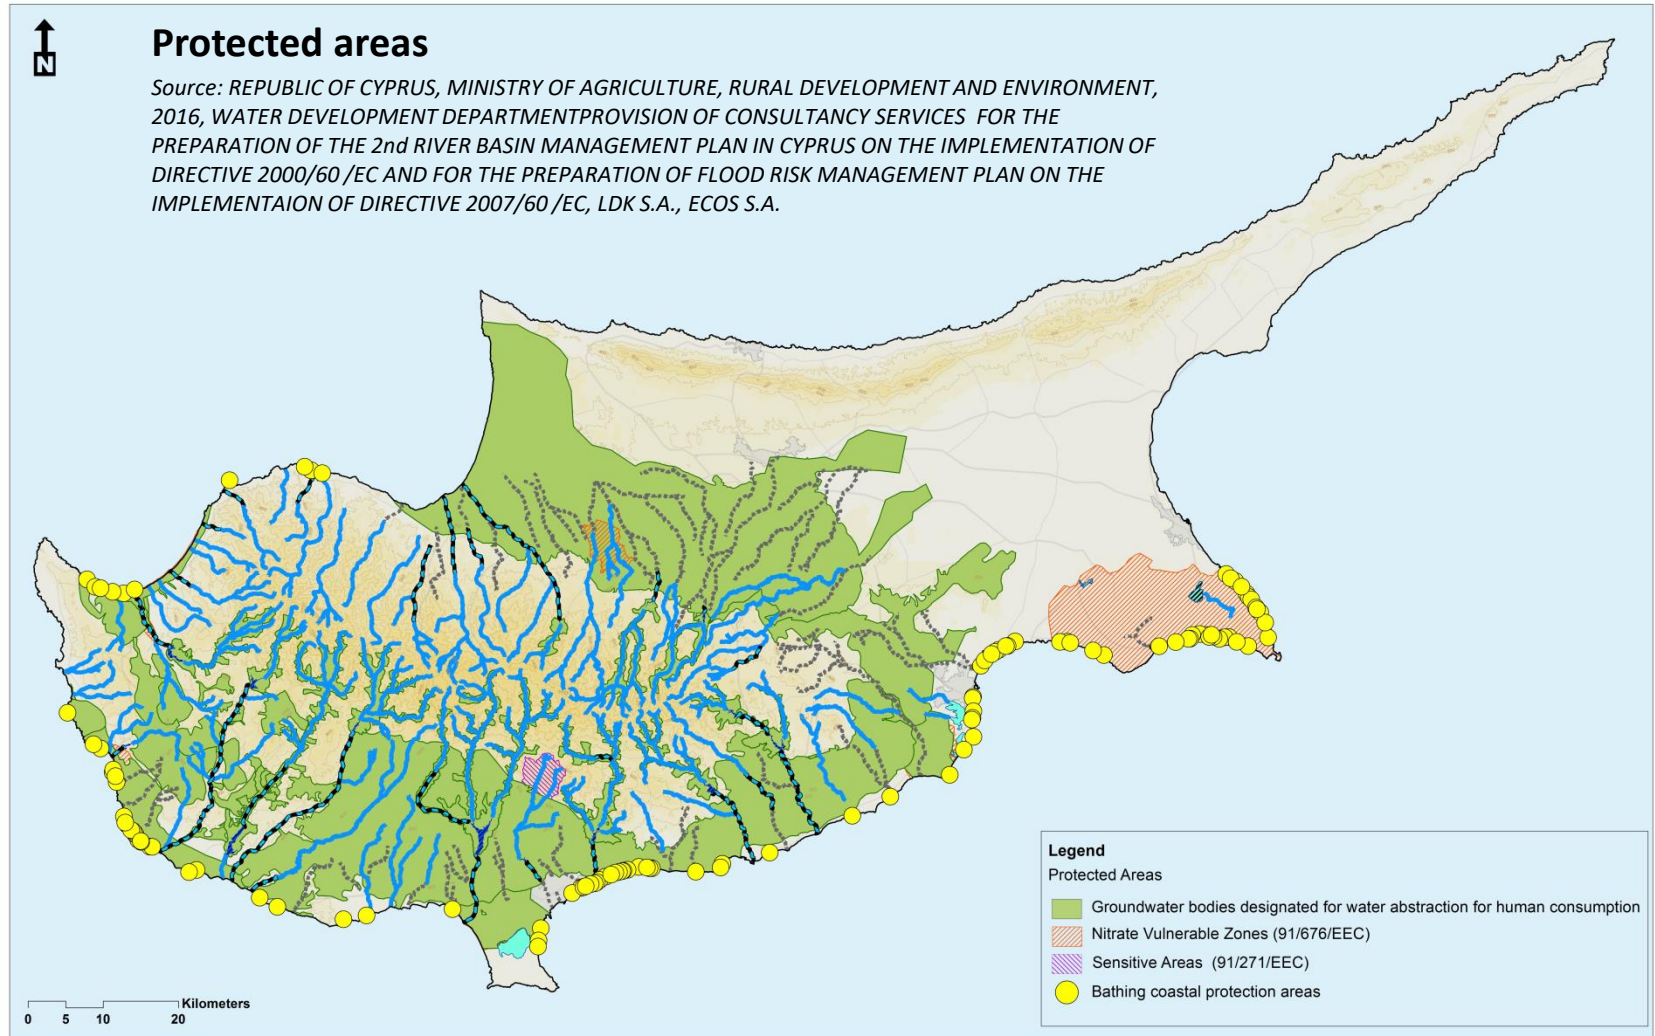 N
Protected areas
Source: REPUBLIC OF CYPRUS, MINISTRY OF AGRICULTURE, RURAL DEVELOPMENT AND ENVIRONMENT,
2016, WATER DEVELOPMENT DEPARTMENTPROVISION OF CONSULTANCY SERVICES FOR THE
PREPARATION OF THE 2nd RIVER BASIN MANAGEMENT PLAN IN CYPRUS ON THE IMPLEMENTATION OF
DIRECTIVE 2000/60 /EC AND FOR THE PREPARATION OF FLOOD RISK MANAGEMENT PLAN ON THE
IMPLEMENTAION OF DIRECTIVE 2007/60 /EC, LDK S.A., ECOS S.A.
Legend
Protected Areas
Groundwater bodies designated for water abstraction for human consumption
Nitrate Vulnerable Zones (91/676/EEC)
Sensitive Areas (91/271/EEC)
Bathing coastal protection areas
Kilometers
0 5 10 20